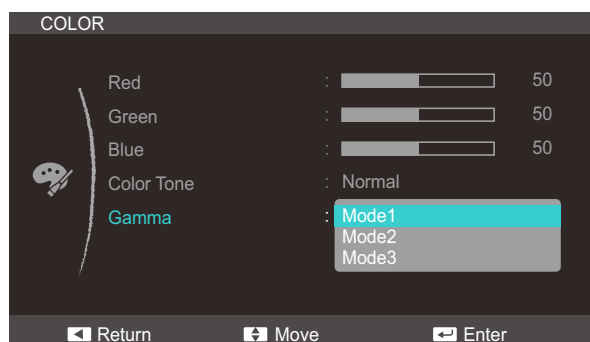 COLOR
Red : 50
Green : 50
Blue : 50
Color Tone : Normal
Gamma : Mode1
Mode2
Mode3
Return Move Enter